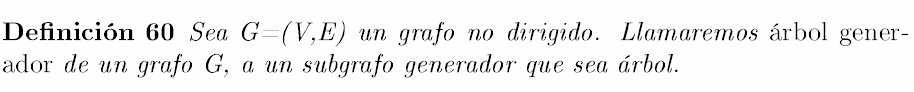 Definición 60 Sea G=(V,E) un grafo no dirigido. Llamaremos árbol gener-
ador de un grafo G, a un subgrafo generador que sea árbol.